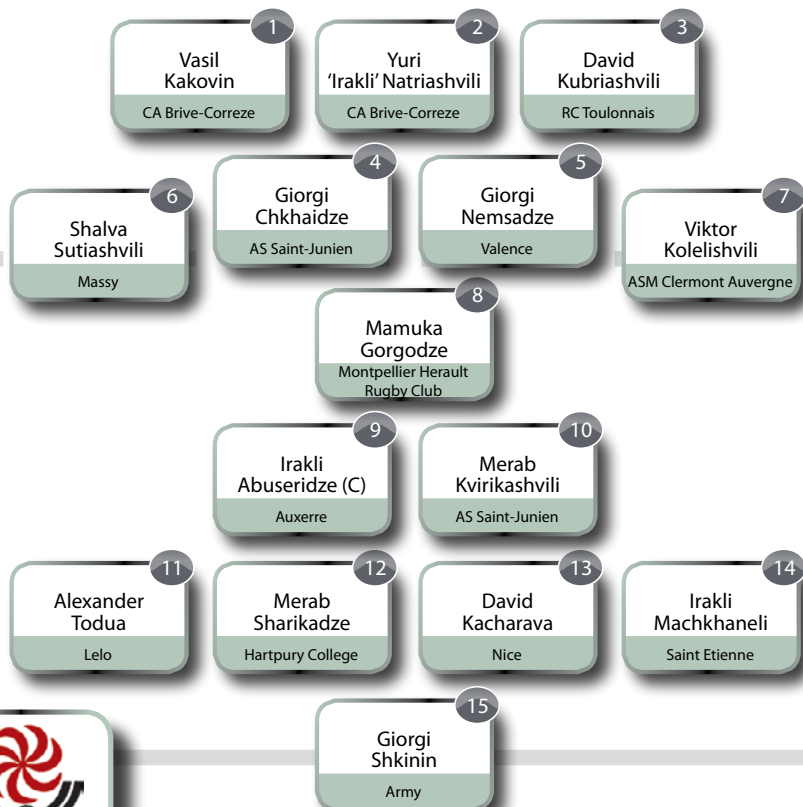 1
Vasil
Kakovin
CA Brive-Correze
2
Yuri
'Irakli' Natriashvili
CA Brive-Correze
3
David
Kubriashvili
RC Toulonnais
4
Giorgi
Chkhaidze
AS Saint-Junien
5
Giorgi
Nemsadze
Valence
6
Shalva
Sutiashvili
Massy
7
Viktor
Kolelishvili
ASM Clermont Auvergne
8
Mamuka
Gorgodze
Montpellier Herault
Rugby Club
9
Irakli
Abuseridze (C)
Auxerre
10
Merab
Kvirikashvili
AS Saint-Junien
11
Alexander
Todua
Lelo
12
Merab
Sharikadze
Hartpury College
13
David
Kacharava
Nice
14
Irakli
Machkhaneli
Saint Etienne
15
Giorgi
Shkinin
Army